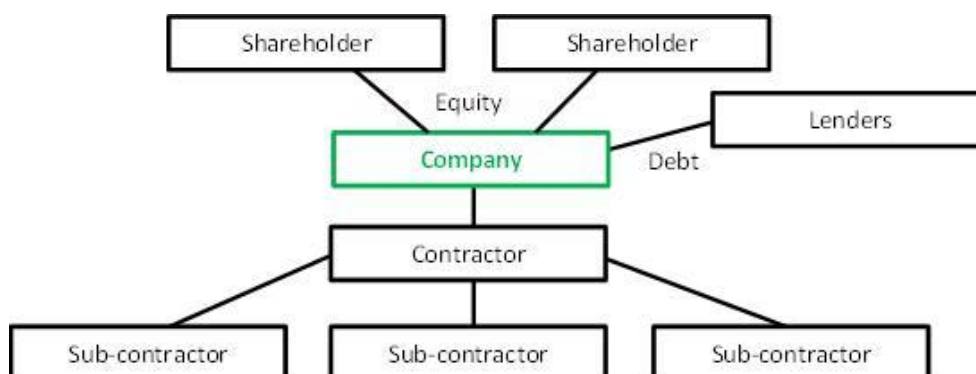 Shareholder
Shareholder
Equity
Lenders
Company
Debt
Contractor
Sub-contractor
Sub-contractor
Sub-contractor